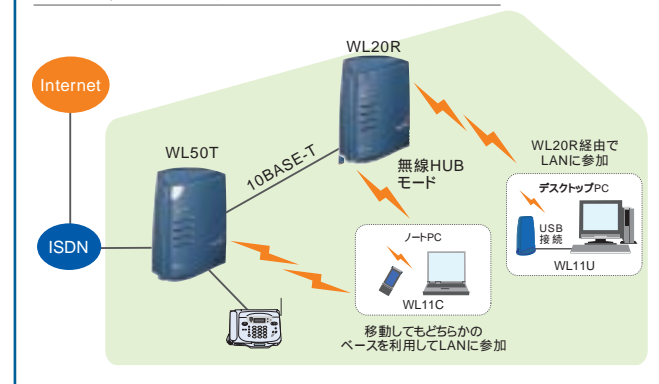 WL20R
Internet
WL50T
10BASE-T
無線HUB
モード
WL20R経由で
LANに参加
デスクトップPC
USB
接続
WL11U
ISDN
ノートPC
WL11C
移動してもどちらかの
ベースを利用してLANに参加